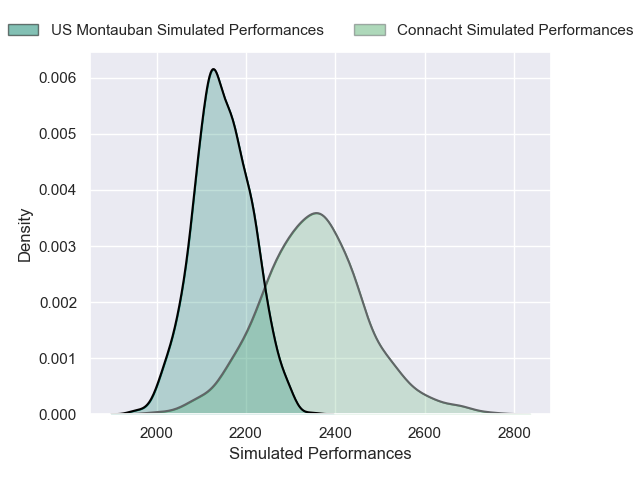 US Montauban Simulated Performances
Connacht Simulated Performances
0.006
0.005
0.004
0.003
0.002
0.001
0.000
Density
2000 2200 2400 2600 2800
Simulated Performances